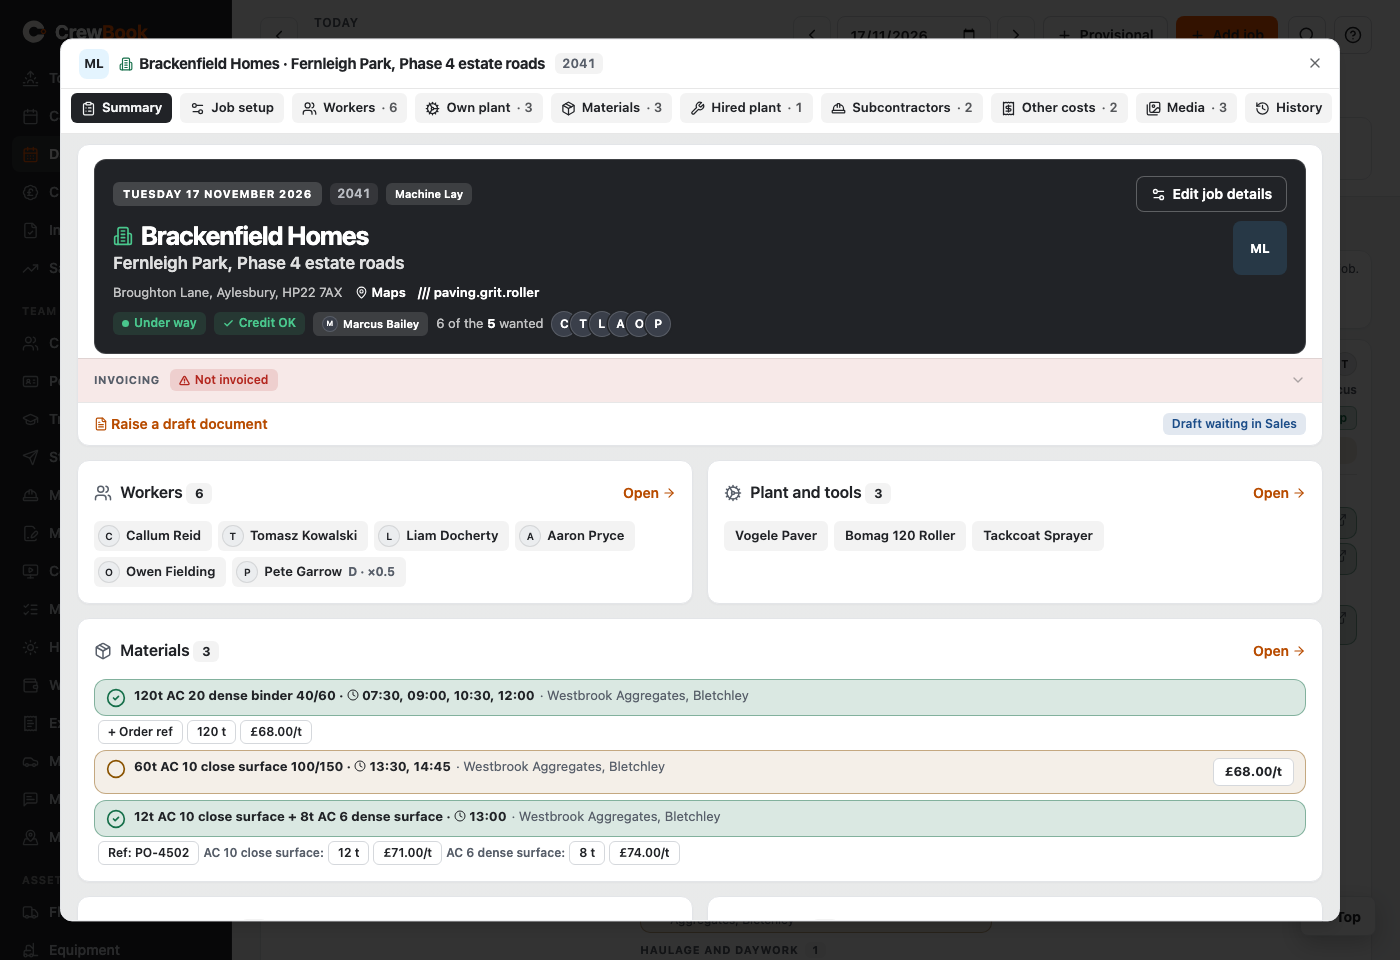 CrewBook
TODAY
17/11/2026
Provisional
Add job
ML
Brackenfield Homes · Fernleigh Park, Phase 4 estate roads
2041
Summary
Job setup
Workers · 6
Own plant · 3
Materials · 3
Hired plant · 1
Subcontractors · 2
Other costs · 2
Media · 3
History
TUESDAY 17 NOVEMBER 2026
2041
Machine Lay
Edit job details
Brackenfield Homes
ML
Fernleigh Park, Phase 4 estate roads
Broughton Lane, Aylesbury, HP22 7AX Maps /// paving.grit.roller
Under way
Credit OK
M Marcus Bailey
6 of the 5 wanted
C T L A O P
INVOICING
Not invoiced
Raise a draft document
Draft waiting in Sales
Workers 6
Open →
C Callum Reid
T Tomasz Kowalski
L Liam Docherty
A Aaron Pryce
O Owen Fielding
P Pete Garrow D · ×0.5
Plant and tools 3
Open →
Vogele Paver
Bomag 120 Roller
Tackcoat Sprayer
Materials 3
Open →
120t AC 20 dense binder 40/60 · 07:30, 09:00, 10:30, 12:00 · Westbrook Aggregates, Bletchley
+ Order ref 120 t £68.00/t
60t AC 10 close surface 100/150 · 13:30, 14:45 · Westbrook Aggregates, Bletchley
£68.00/t
12t AC 10 close surface + 8t AC 6 dense surface · 13:00 · Westbrook Aggregates, Bletchley
Ref: PO-4502 AC 10 close surface: 12 t £71.00/t AC 6 dense surface: 8 t £74.00/t
TEAM
Equipment
HAULAGE AND DAYWORK 1
Top